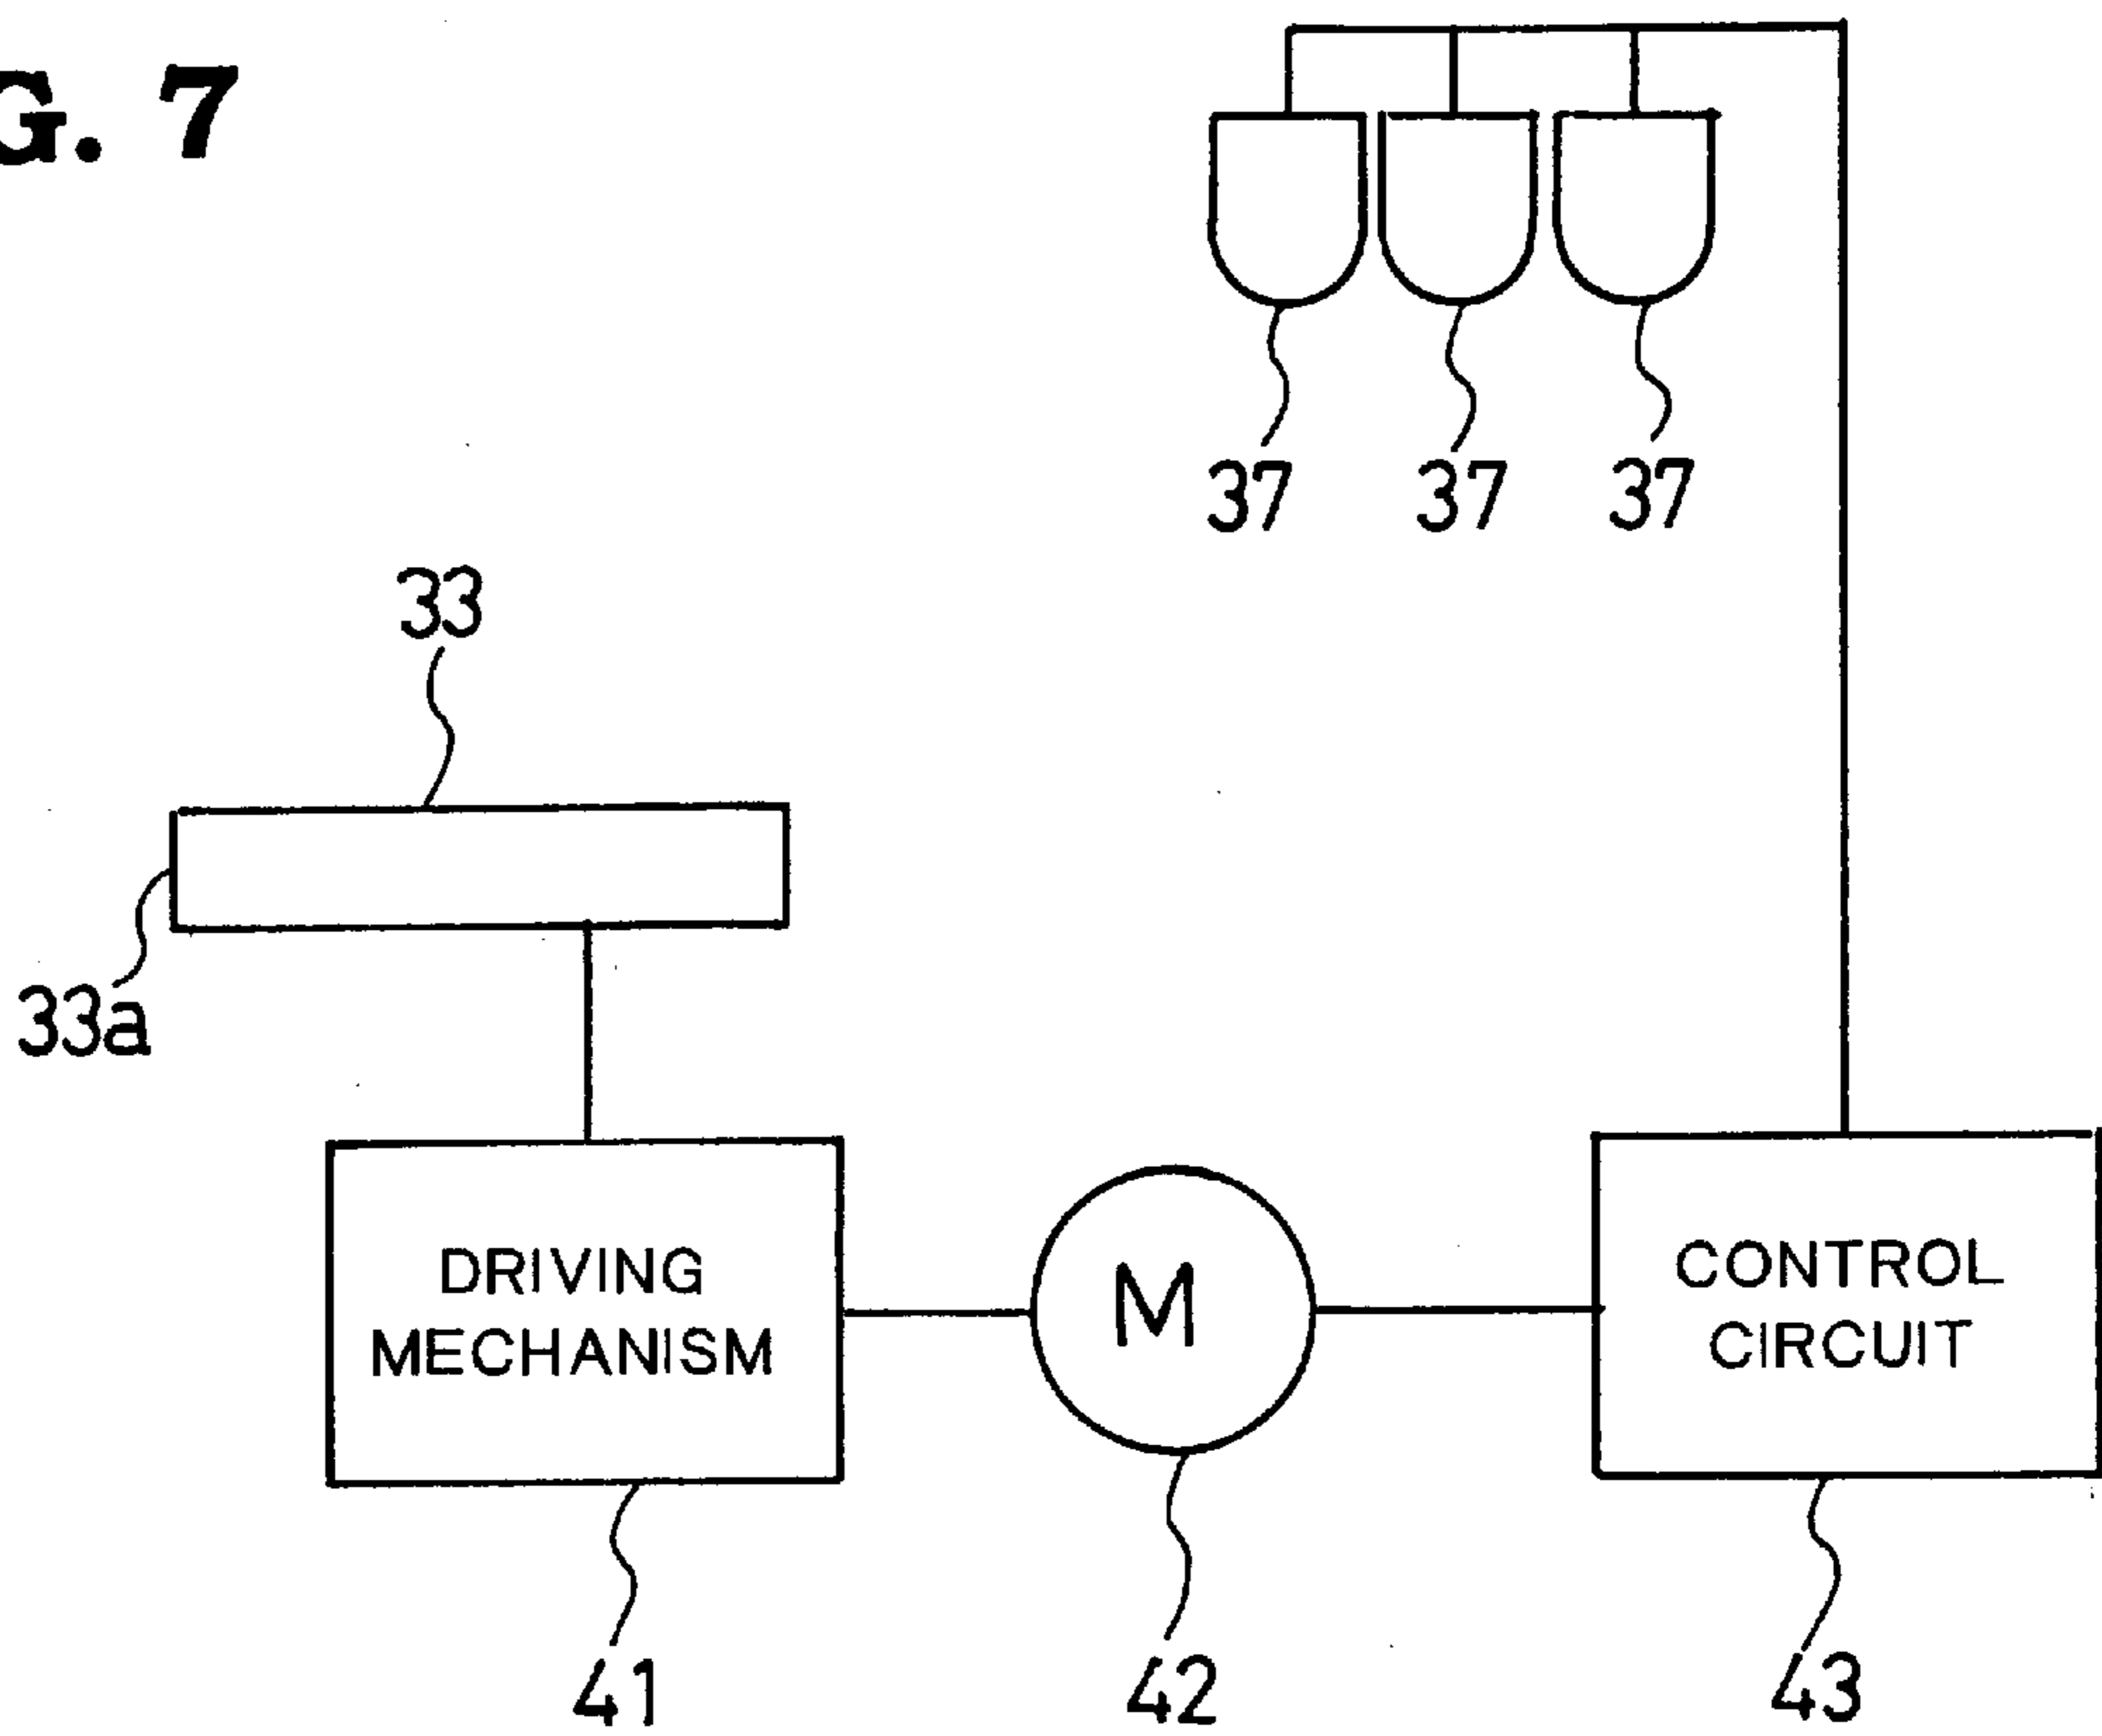 G. 7
37 37 37
33
33a
DRIVING
MECHANISM
M
CONTROL
CIRCUIT
41 42 43